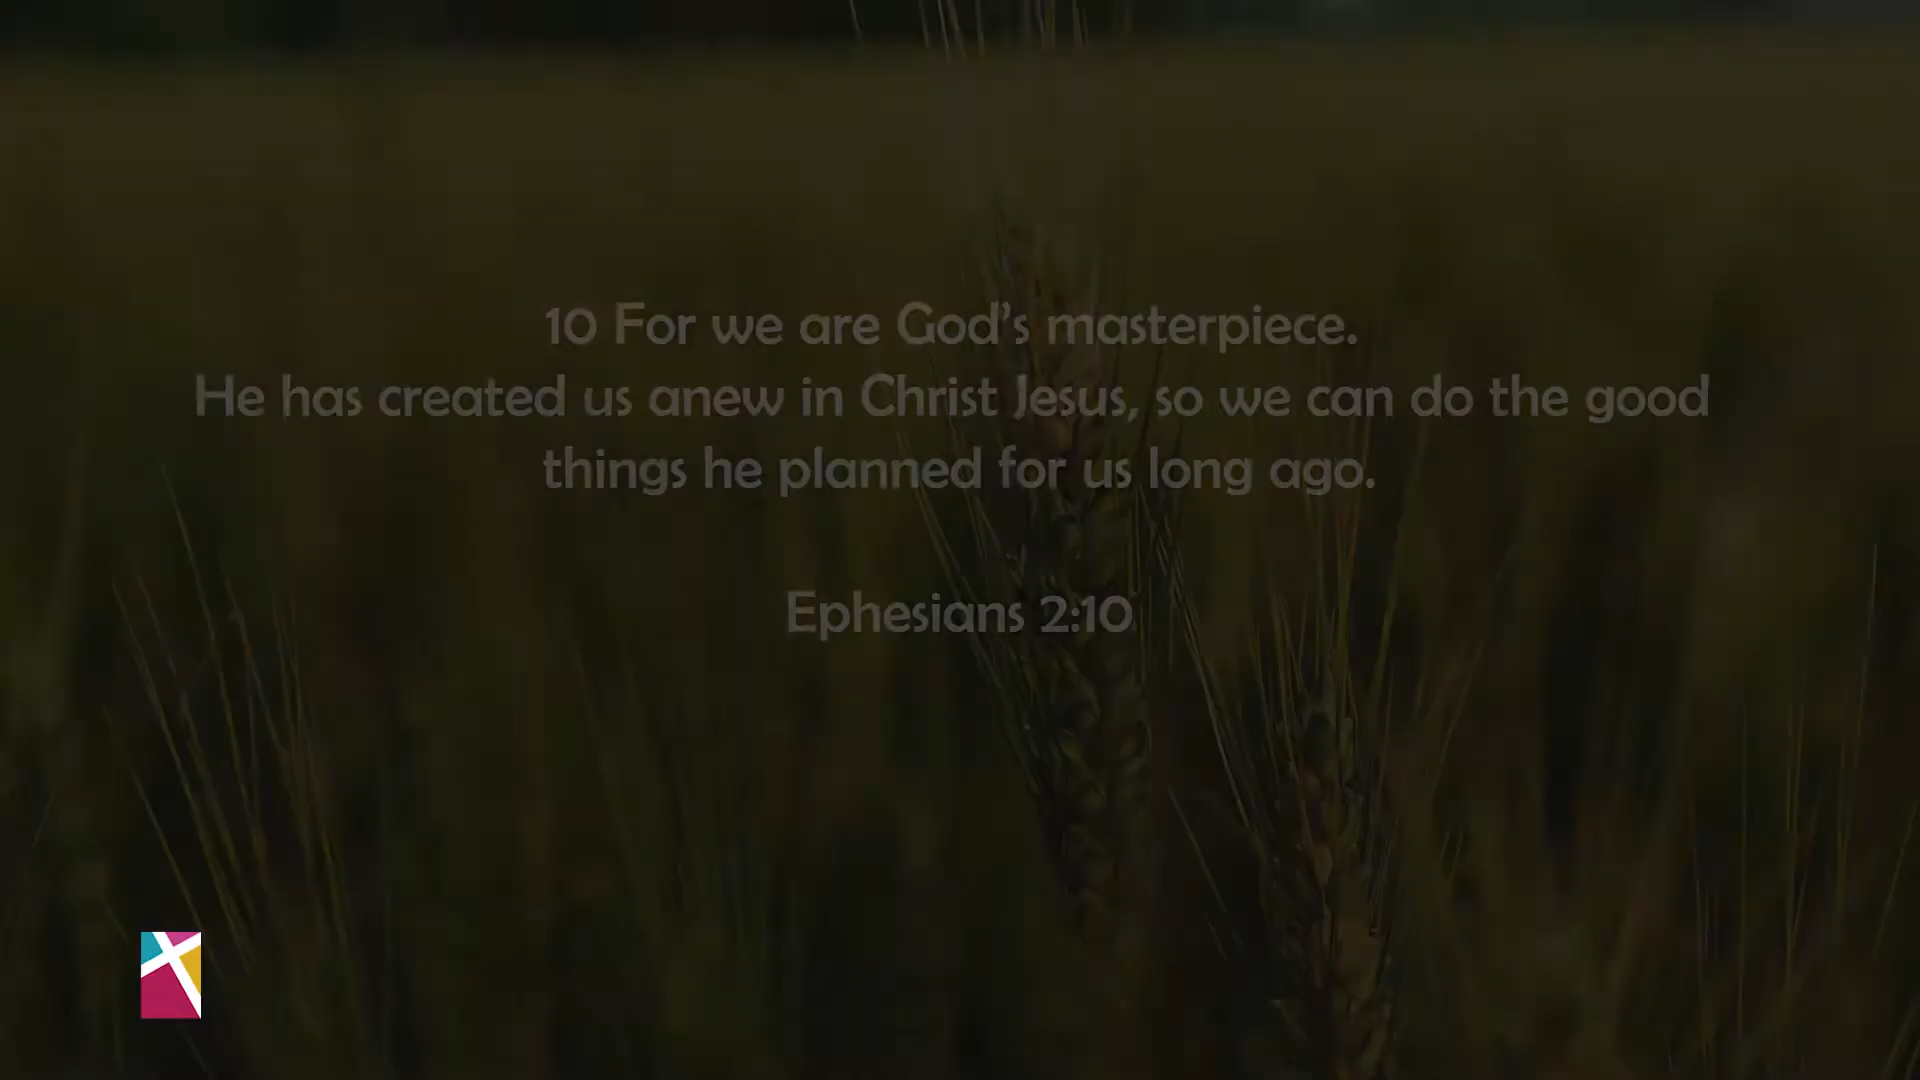 10 For we are God's masterpiece.
He has created us anew in Christ Jesus, so we can do the good
things he planned for us long ago.
Ephesians 2:10